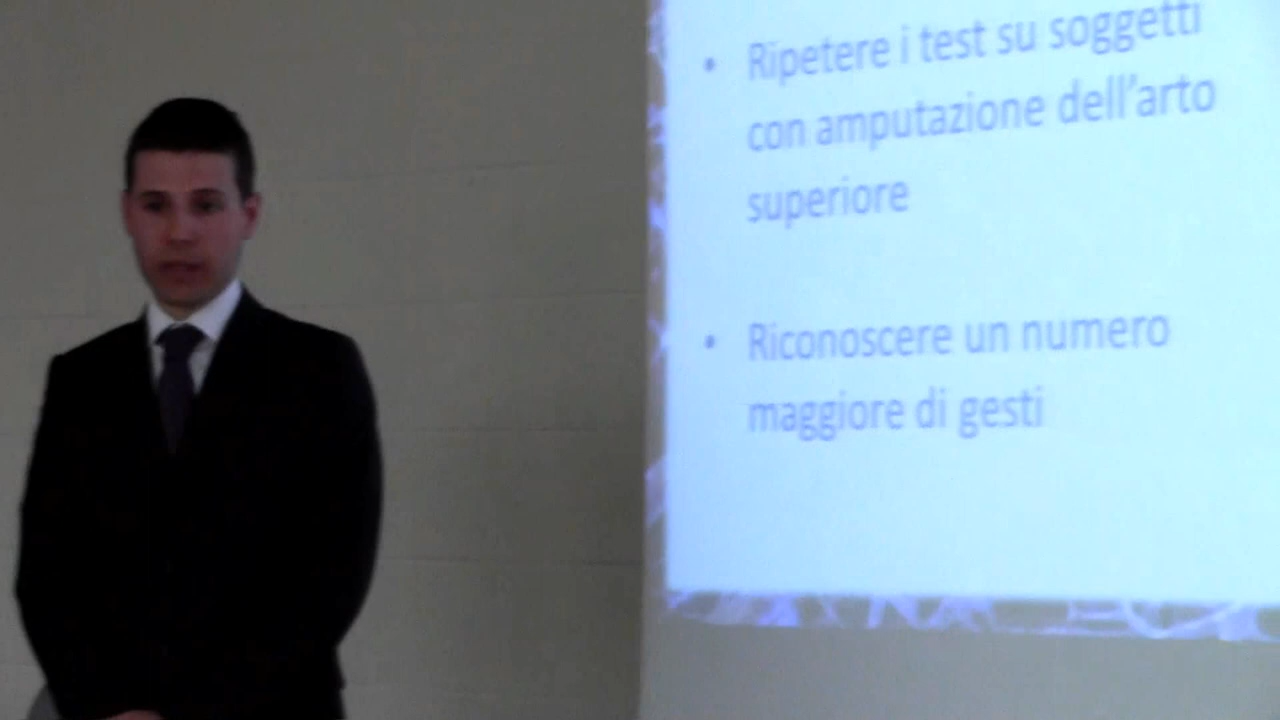 • Ripetere i test su soggetti
con amputazione dell'arto
superiore
• Riconoscere un numero
maggiore di gesti